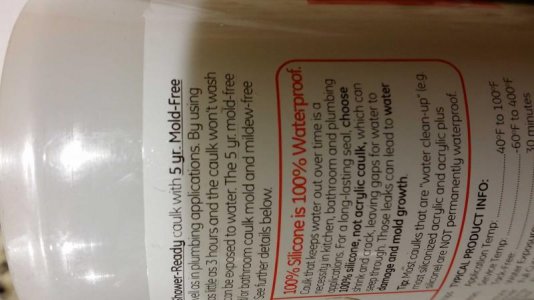 Shower-Ready caulk with 5 yr. Mold-Free
as in plumbing applications. By using
as little as 3 hours and the caulk won't wash
be exposed to water. The 5 yr. mold-free
for bathroom caulk mold and mildew-free
See further details below.
100% Silicone is 100% Waterproof.
Caulk that keeps water out over time is a
necessary in kitchen, bathroom and plumbing
applications. For a long-lasting seal, choose
100% silicone, not acrylic caulk, which can
shrink and crack, leaving gaps for water to
seep through. Those leaks can lead to water
damage and mold growth.
Tip: Most caulks that are "water clean-up" (e.g.
most siliconized acrylic and acrylic plus
silicone) are NOT permanently waterproof.
TYPICAL PRODUCT INFO:
Application Temp: 40°F to 100°F
Temp -60°F to 400°F
30 minutes